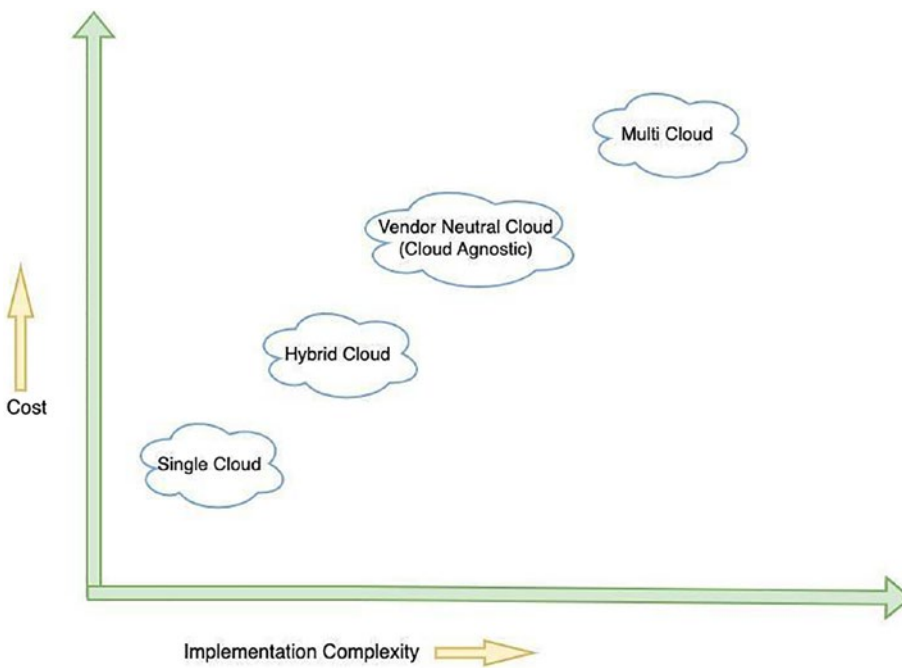 Multi Cloud
Vendor Neutral Cloud
(Cloud Agnostic)
Hybrid Cloud
Cost
Single Cloud
Implementation Complexity